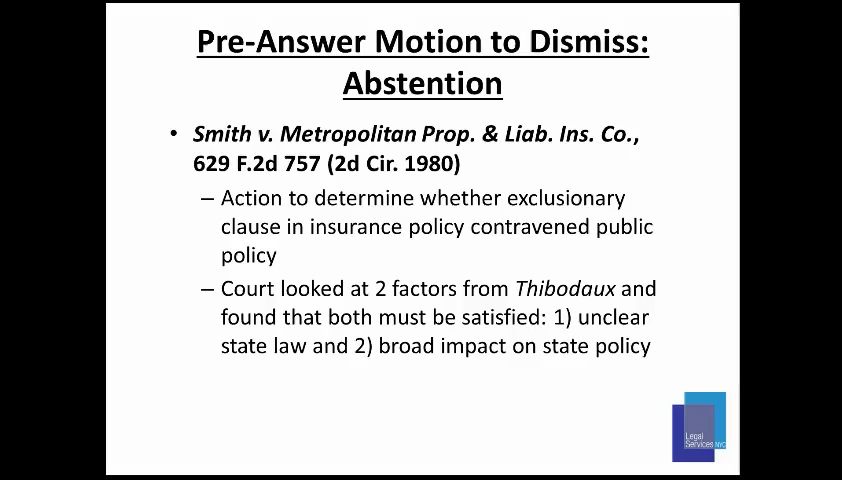 Pre-Answer Motion to Dismiss:
Abstention
• Smith v. Metropolitan Prop. & Liab. Ins. Co.,
629 F.2d 757 (2d Cir. 1980)
– Action to determine whether exclusionary
clause in insurance policy contravened public
policy
– Court looked at 2 factors from Thibodaux and
found that both must be satisfied: 1) unclear
state law and 2) broad impact on state policy
Legal
Services NYC